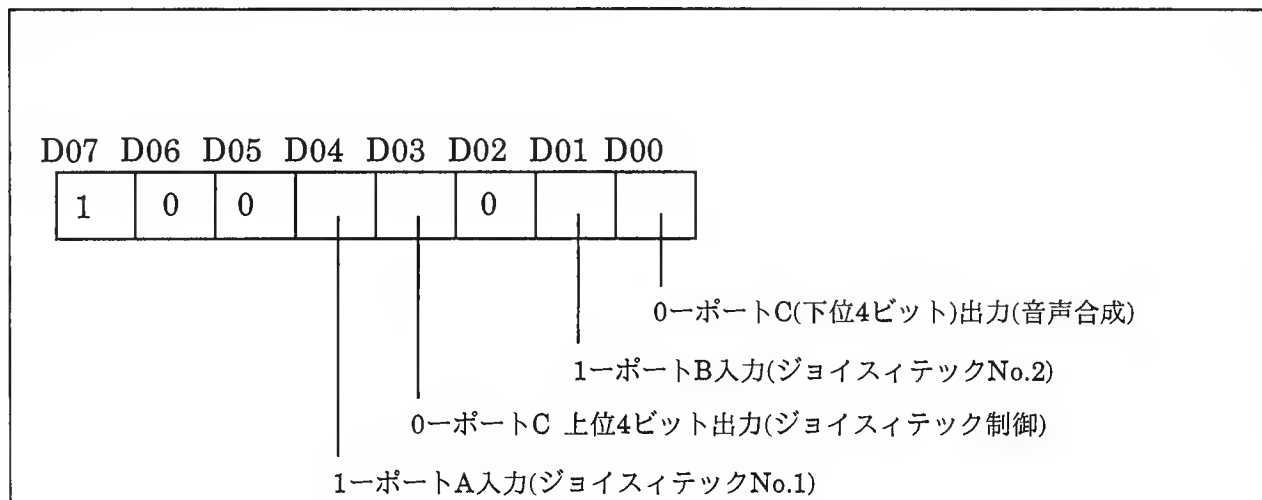 D07 D06 D05 D04 D03 D02 D01 D00
1 0 0 0
0ーポートC(下位4ビット)出力(音声合成)
1ーポートB入力(ジョイスィテックNo.2)
0ーポートC 上位4ビット出力(ジョイスィテック制御)
1ーポートA入力(ジョイスィテックNo.1)